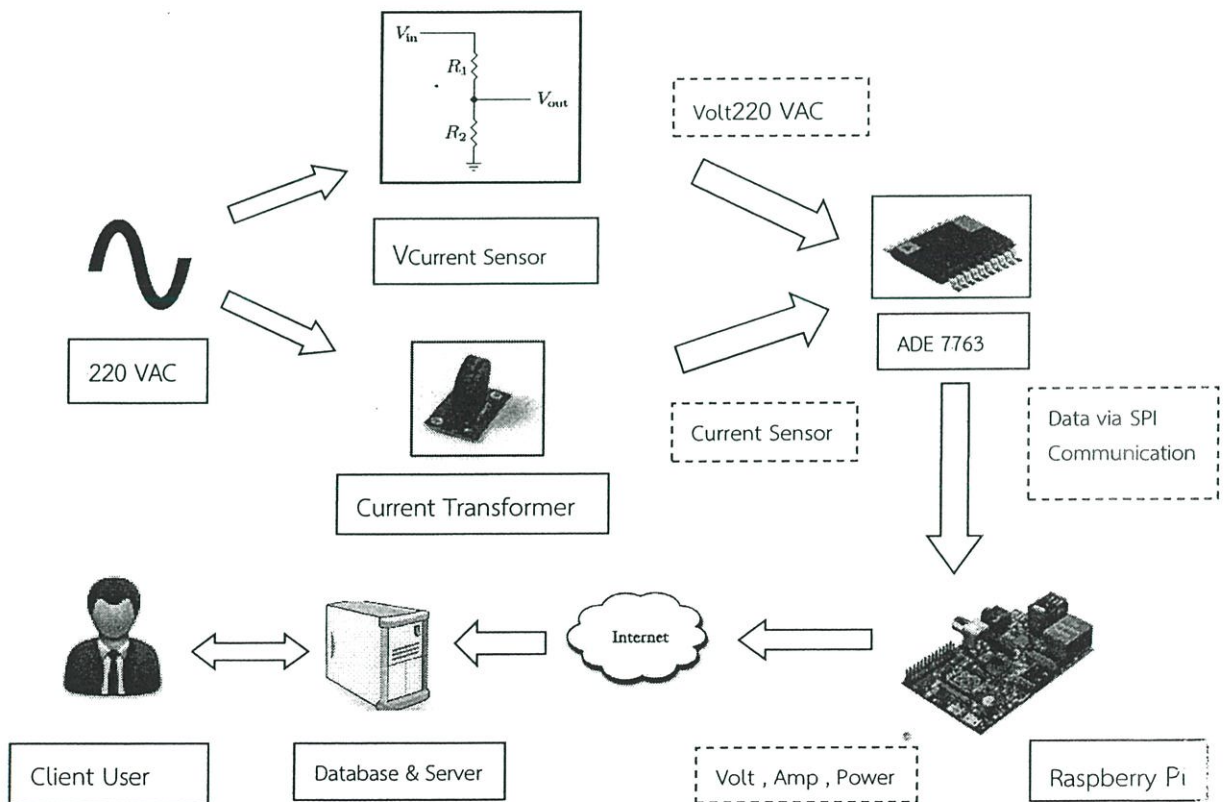 Vin
R1
Vout
R2
Volt220 VAC
VCurrent Sensor
220 VAC
ADE 7763
Current Sensor
Data via SPI
Communication
Current Transformer
Internet
Client User
Database & Server
Volt , Amp , Power
Raspberry Pi